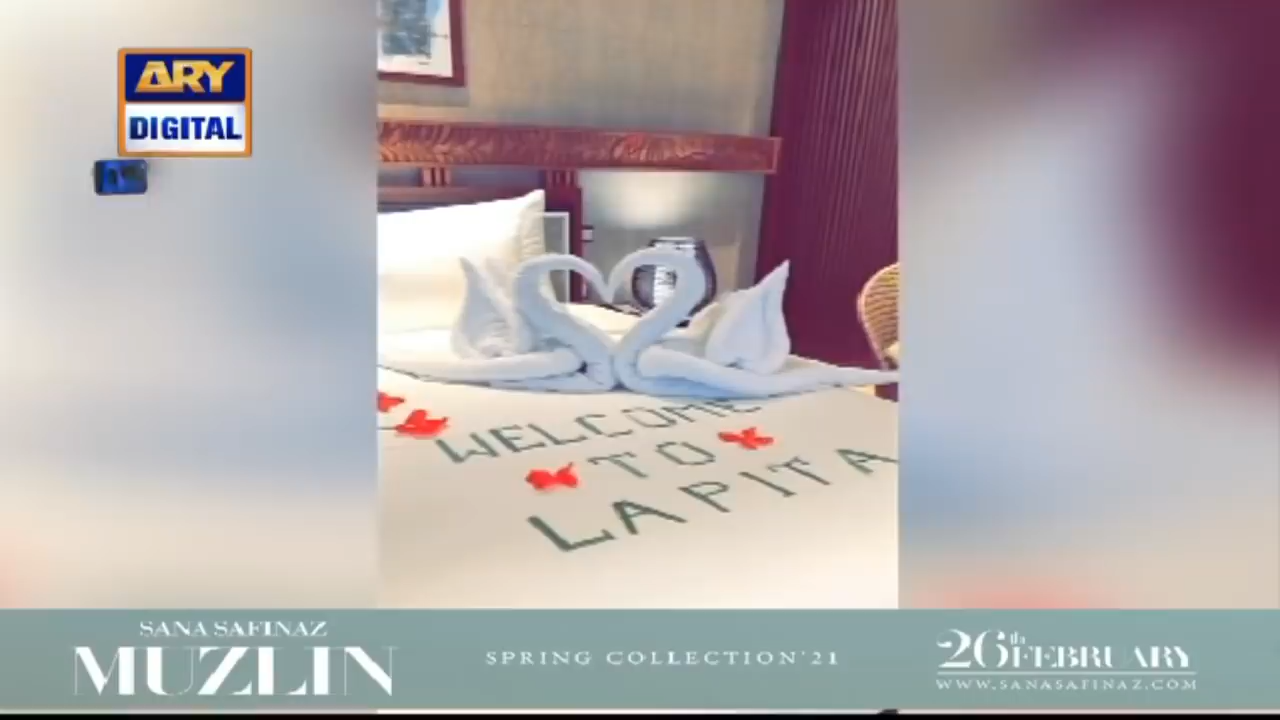 ARY
DIGITAL
WELCOME
TO
LAPITA
SANA SAFINAZ
MUZLIN
SPRING COLLECTION'21
26th FEBRUARY
WWW.SANASAFINAZ.COM